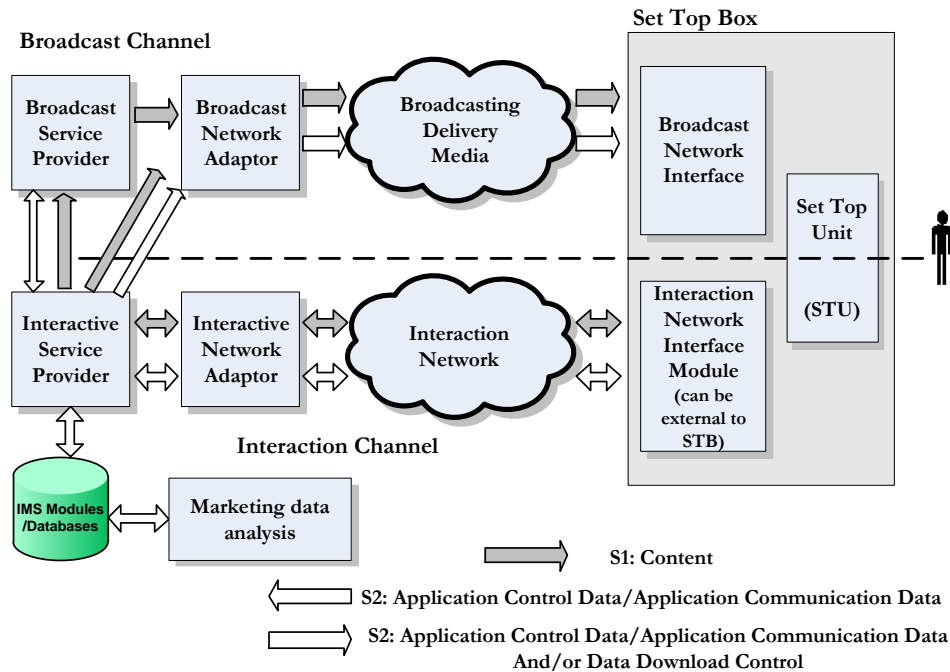 Set Top Box
Broadcast Channel
Broadcast
Service
Provider
Broadcast
Network
Adaptor
Broadcasting
Delivery
Media
Broadcast
Network
Interface
Set Top
Unit
(STU)
Interactive
Service
Provider
Interactive
Network
Adaptor
Interaction
Network
Interaction
Network
Interface
Module
(can be
external to
STB)
Interaction Channel
IMS Modules
/Databases
Marketing data
analysis
S1: Content
S2: Application Control Data/Application Communication Data
S2: Application Control Data/Application Communication Data
And/or Data Download Control